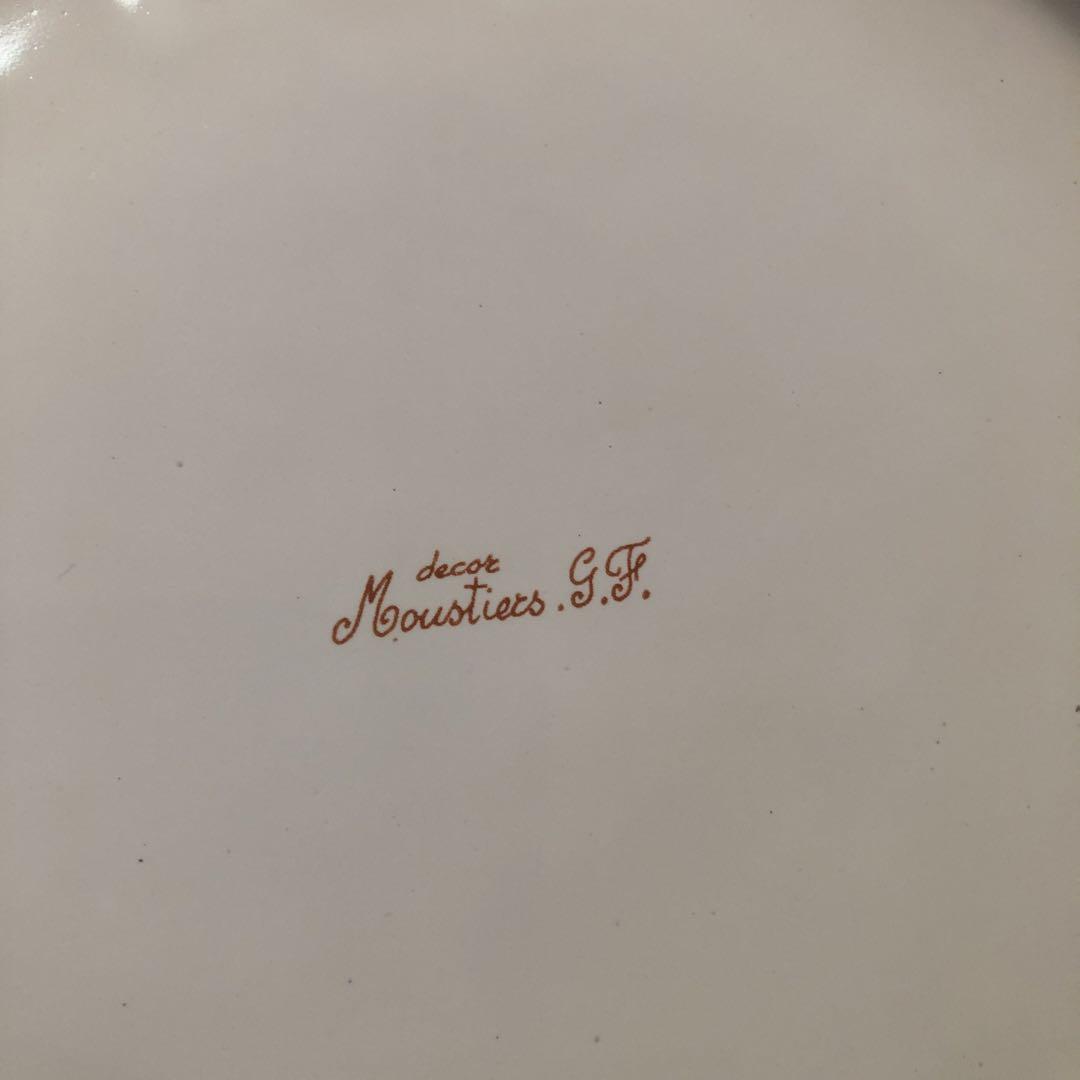 decor
Moustiers . G.F.